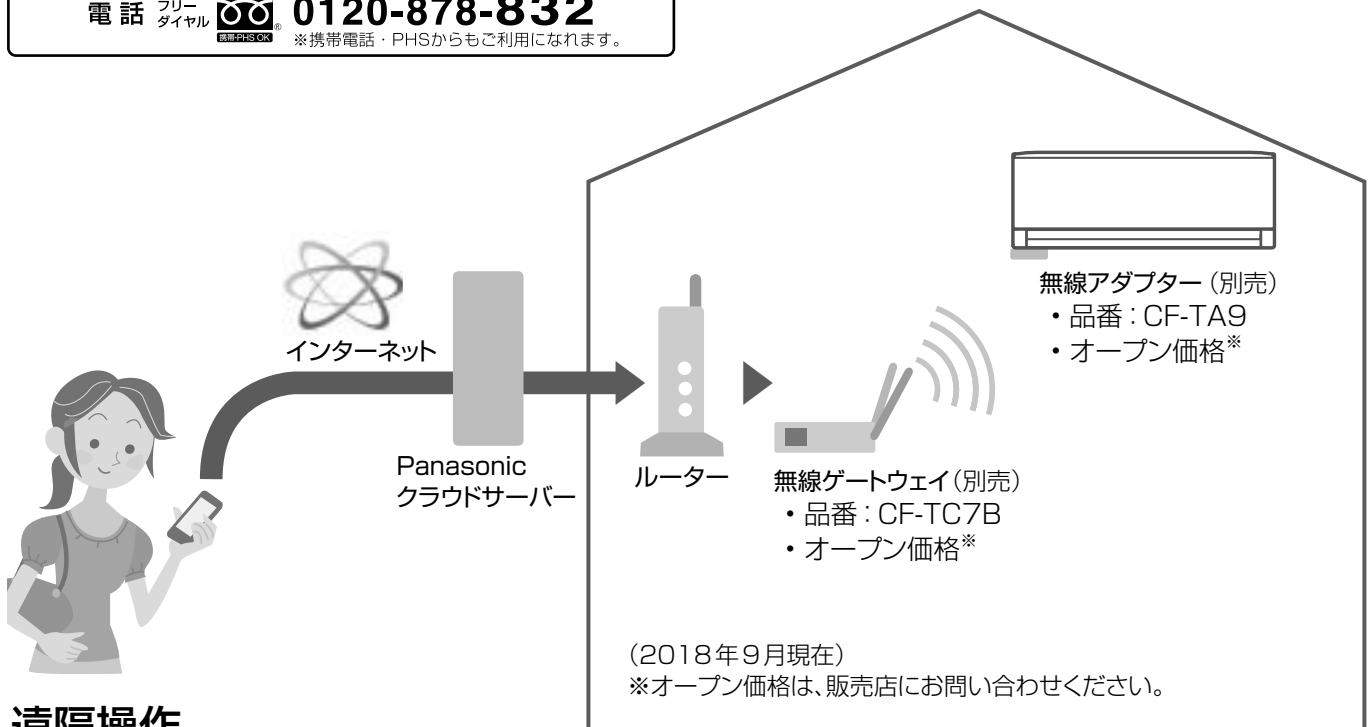 電話 フリーダイヤル 携帯・PHS OK ® 0120-878-832
※携帯電話・PHSからもご利用になれます。
無線アダプター（別売）
・品番：CF-TA9
・オープン価格※
インターネット
Panasonic
クラウドサーバー
ルーター
無線ゲートウェイ（別売）
・品番：CF-TC7B
・オープン価格※
（2018年9月現在）
※オープン価格は、販売店にお問い合わせください。
遠隔操作